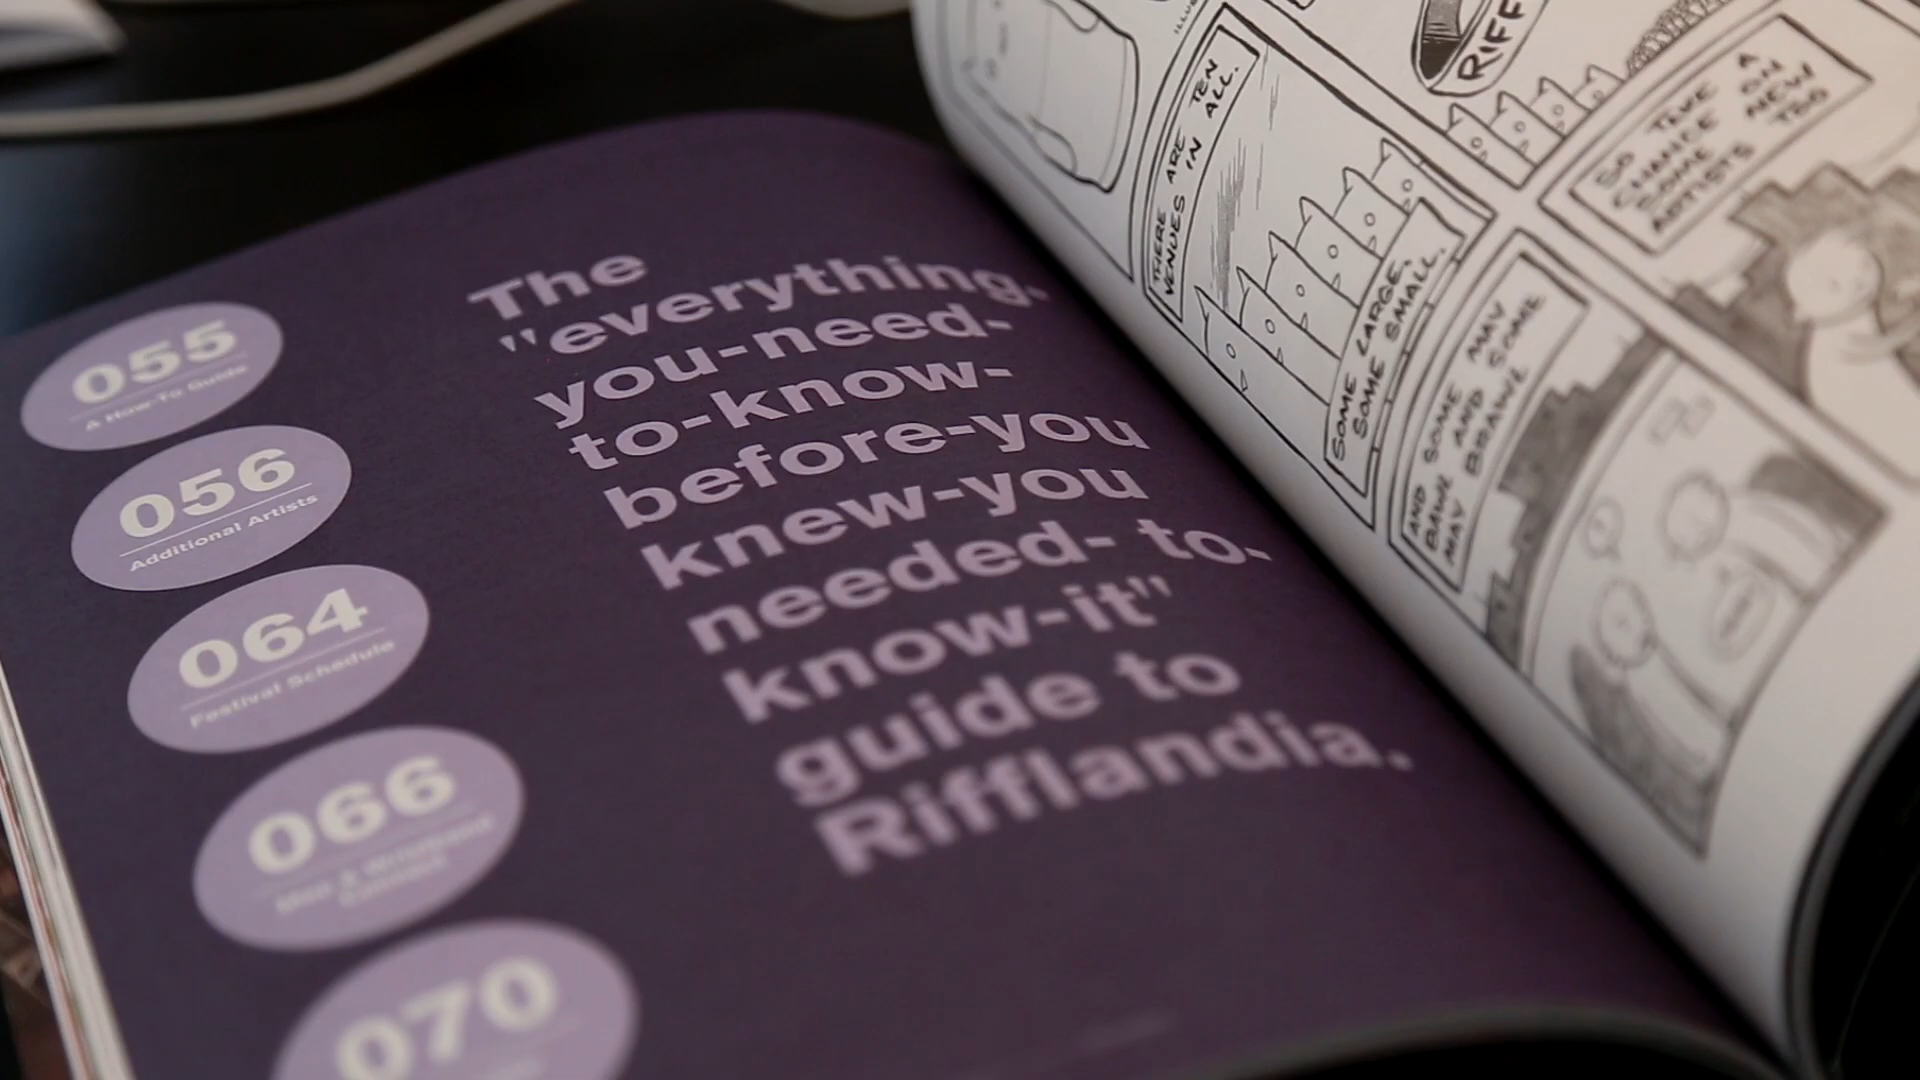 055
A How-To Guide
056
Additional Artists
064
Festival Schedule
066
070
The
"everything-
you-need-
to-know-
before-you
knew-you
needed- to-
know-it"
guide to
Rifflandia.
THERE ARE TEN
VENUES IN ALL.
SOME LARGE,
SOME SMALL.
AND SOME MAY
BAWL AND SOME
MAY BRAWL
RIFF
SO TAKE A
CHANCE ON
SOME NEW
ARTISTS TOO